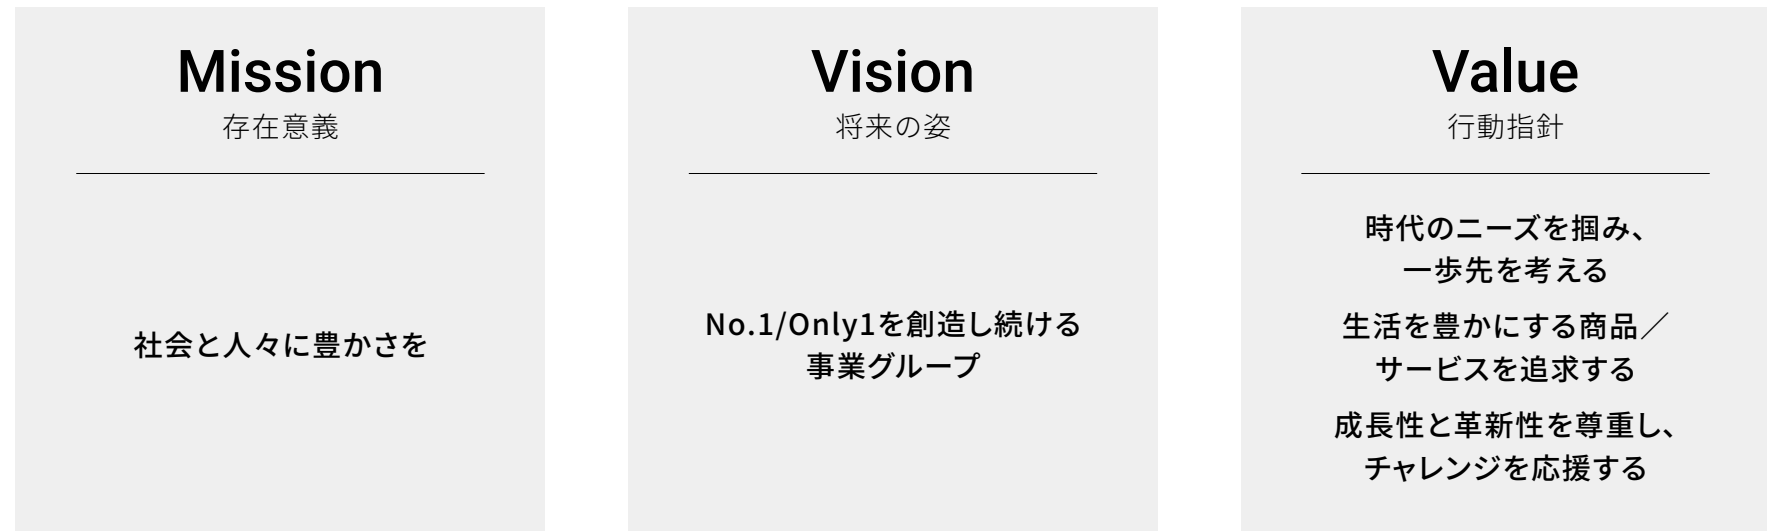 Mission
存在意義
社会と人々に豊かさを
Vision
将来の姿
No.1/Only1を創造し続ける
事業グループ
Value
行動指針
時代のニーズを掴み、
一歩先を考える
生活を豊かにする商品／
サービスを追求する
成長性と革新性を尊重し、
チャレンジを応援する